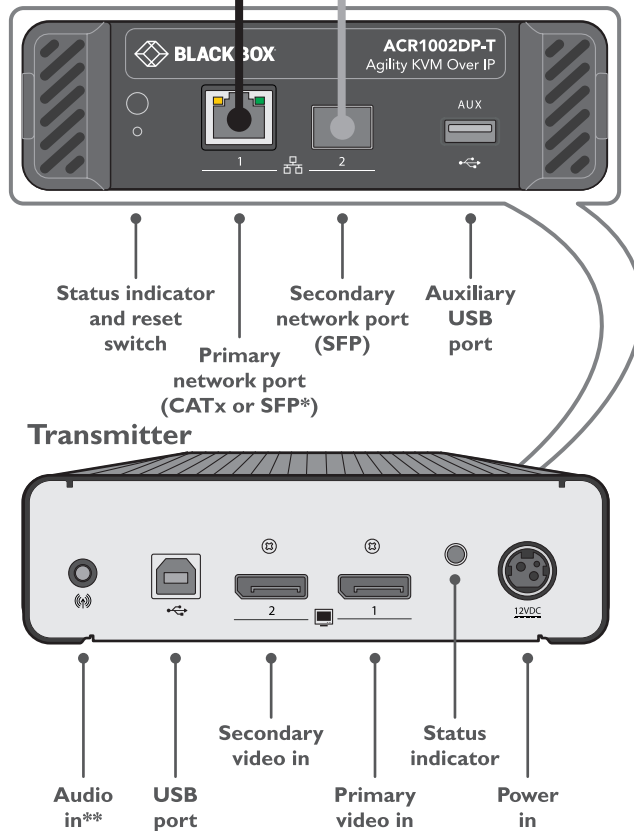 BLACK BOX
ACR1002DP-T
Agility KVM Over IP
AUX
1
2
Status indicator
and reset
switch
Primary
network port
(CATx or SFP*)
Secondary
network port
(SFP)
Auxiliary
USB
port
Transmitter
2
1
12VDC
Audio
in**
USB
port
Secondary
video in
Primary
video in
Status
indicator
Power
in